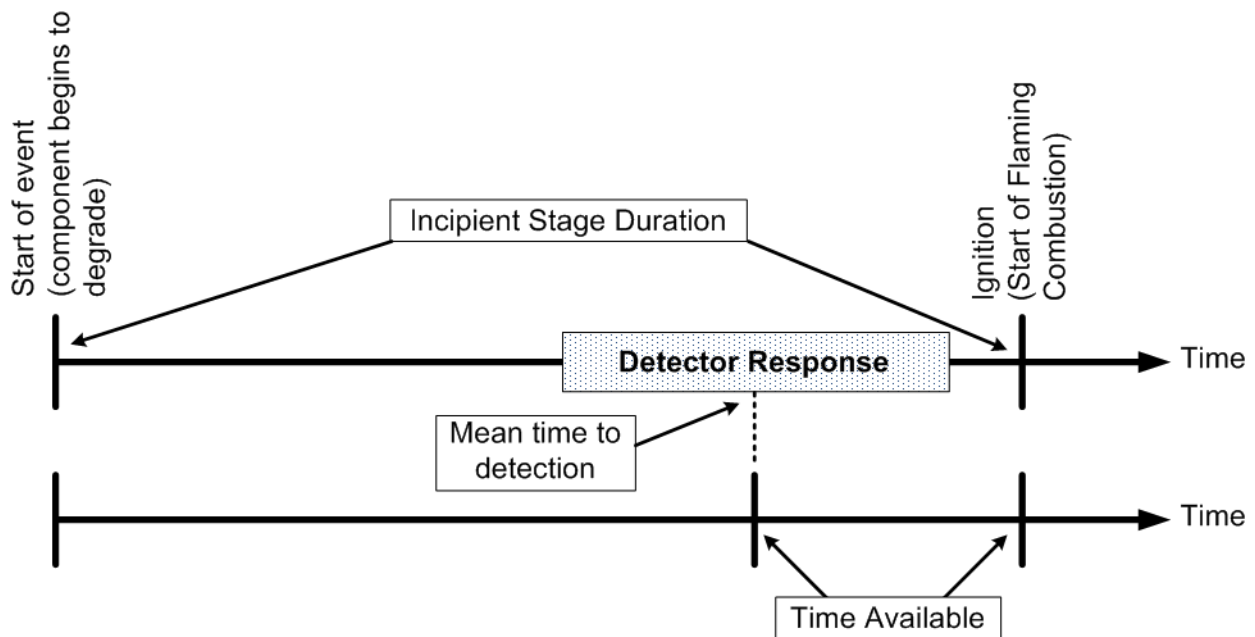 Start of event
(component begins to
degrade)
Incipient Stage Duration
Ignition
(Start of Flaming
Combustion)
Detector Response
Time
Mean time to
detection
Time
Time Available